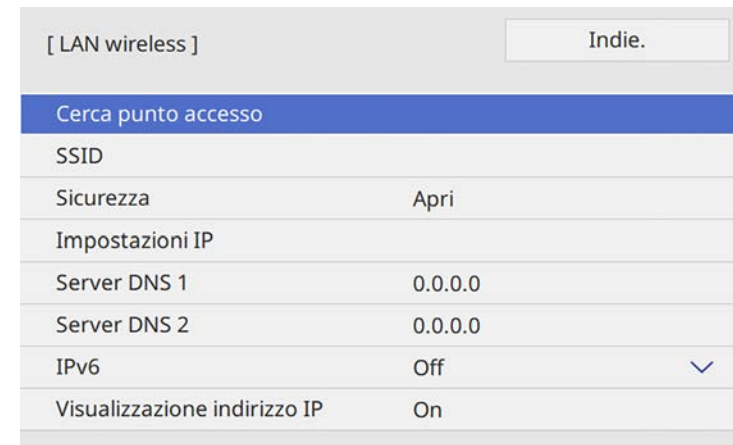 [ LAN wireless ]
Indie.
Cerca punto accesso
SSID
Sicurezza Apri
Impostazioni IP
Server DNS 1 0.0.0.0
Server DNS 2 0.0.0.0
IPv6 Off
Visualizzazione indirizzo IP On